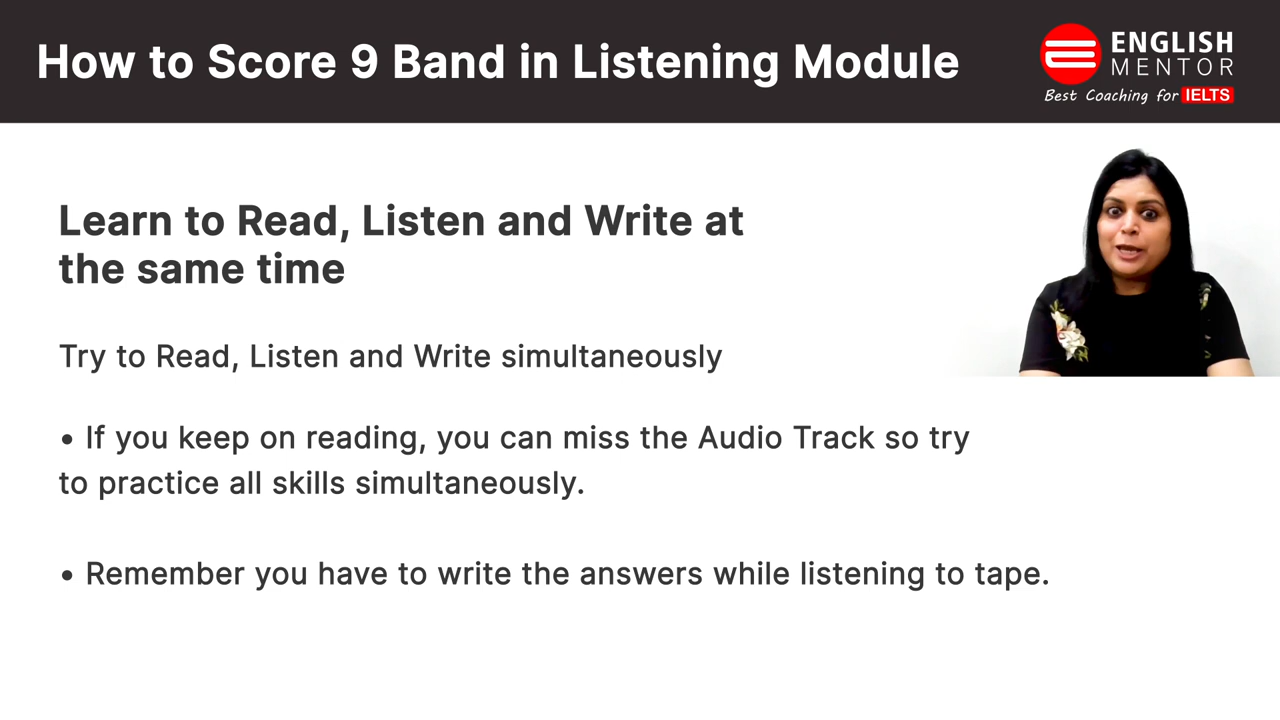 How to Score 9 Band in Listening Module
ENGLISH
MENTOR
Best Coaching for IELTS
Learn to Read, Listen and Write at
the same time
Try to Read, Listen and Write simultaneously
• If you keep on reading, you can miss the Audio Track so try
to practice all skills simultaneously.
• Remember you have to write the answers while listening to tape.